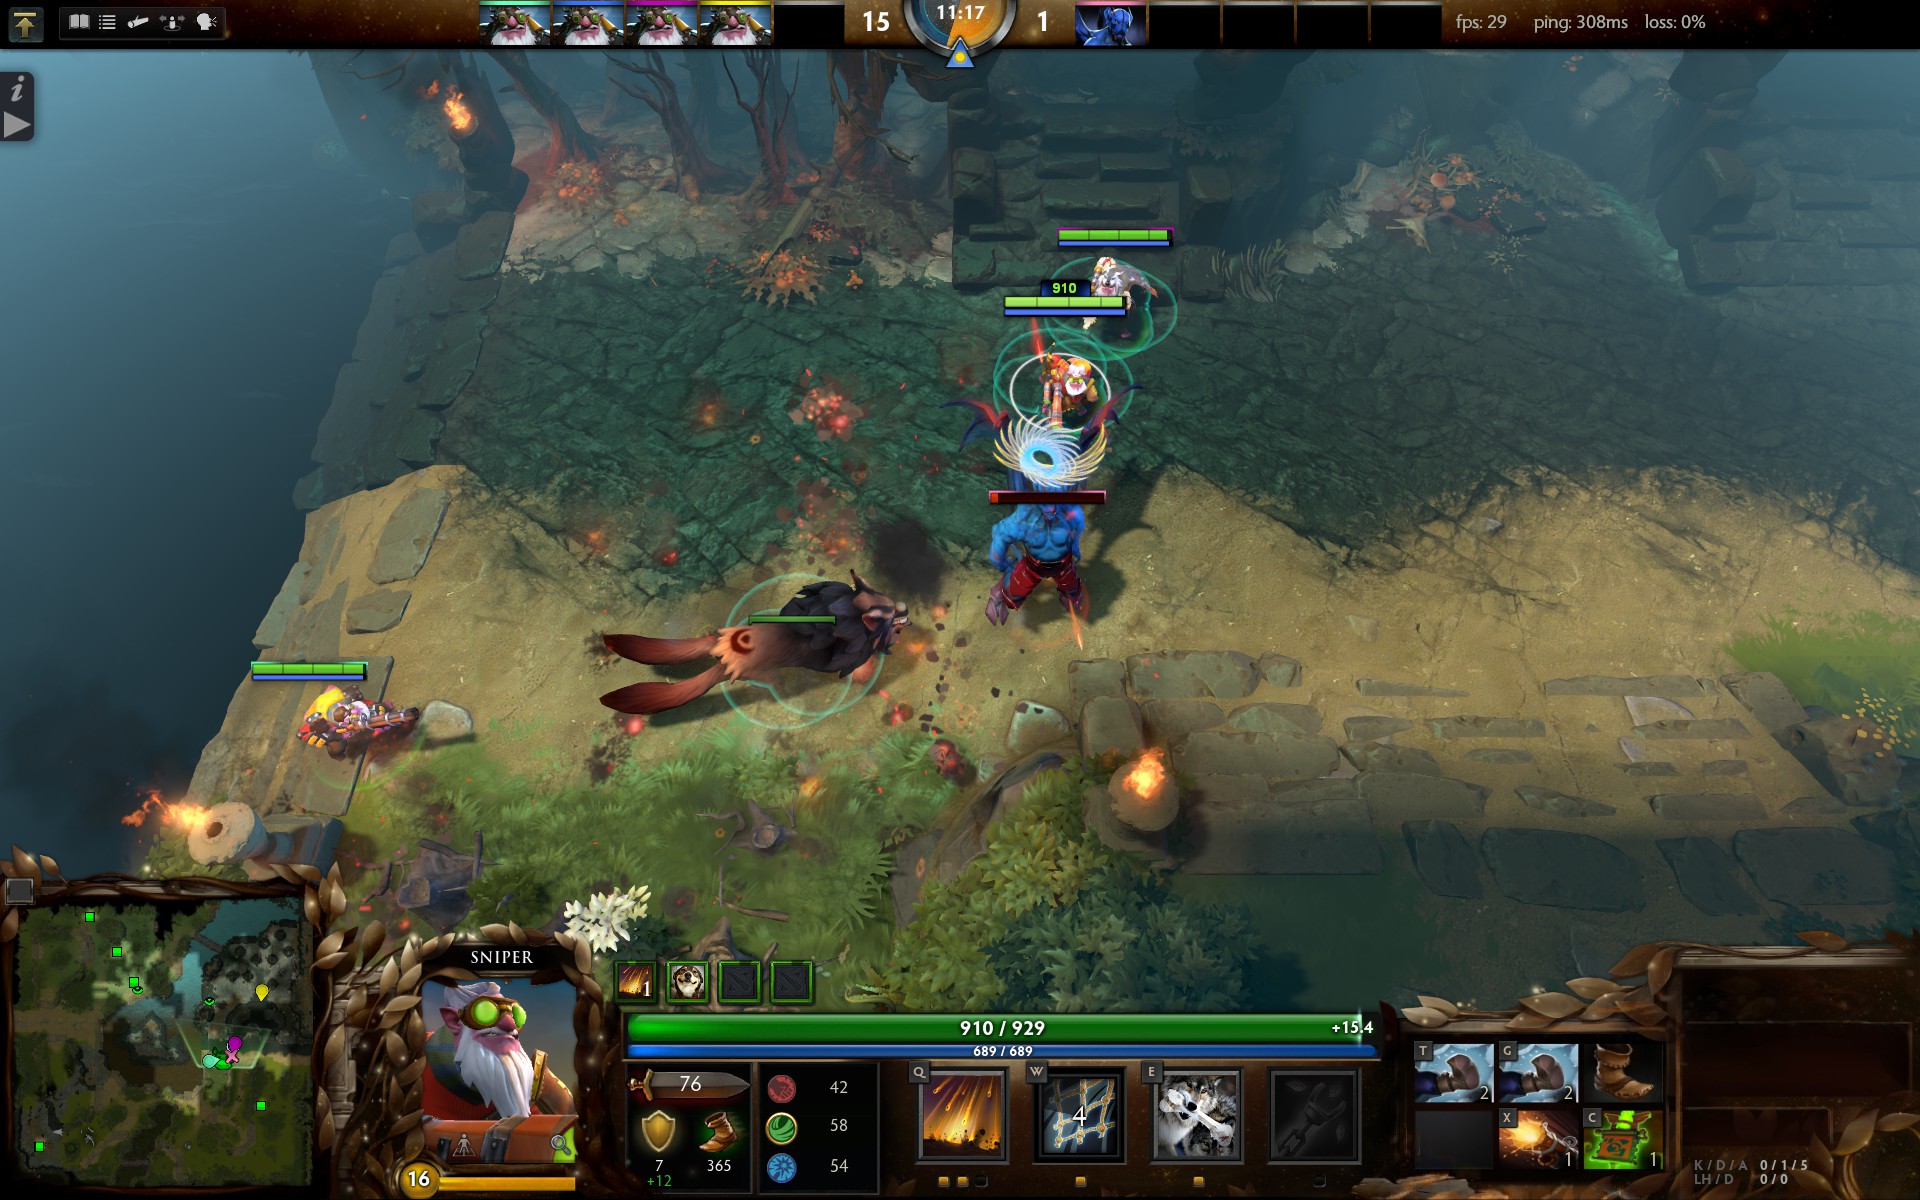 15
11:17
1
fps: 29 ping: 308ms loss: 0%
910
SNIPER
1
910 / 929
+15.4
689 / 689
76
42
58
54
7
+12
365
16
Q
W
4
E
T
2
G
2
X
1
C
1
K / D / A 0 / 1 / 5
LH / D 0 / 0